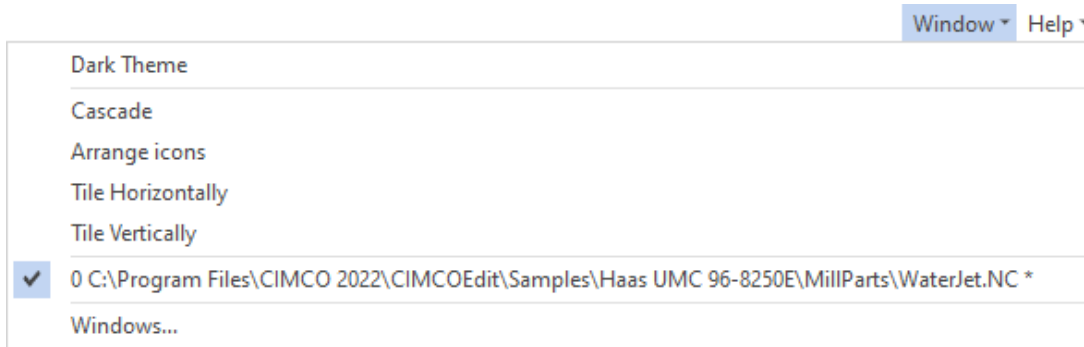 Window Help
Dark Theme
Cascade
Arrange icons
Tile Horizontally
Tile Vertically
0 C:\Program Files\CIMCO 2022\CIMCOEdit\Samples\Haas UMC 96-8250E\MillParts\WaterJet.NC *
Windows...